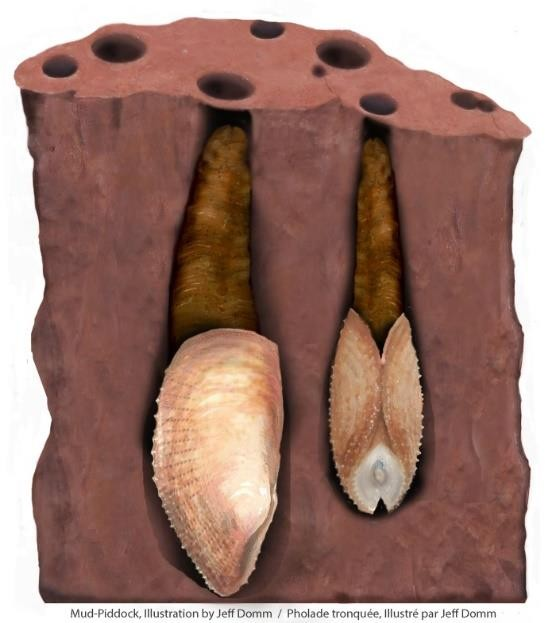 Mud-Piddock, Illustration by Jeff Domm / Pholade tronquée, Illustré par Jeff Domm